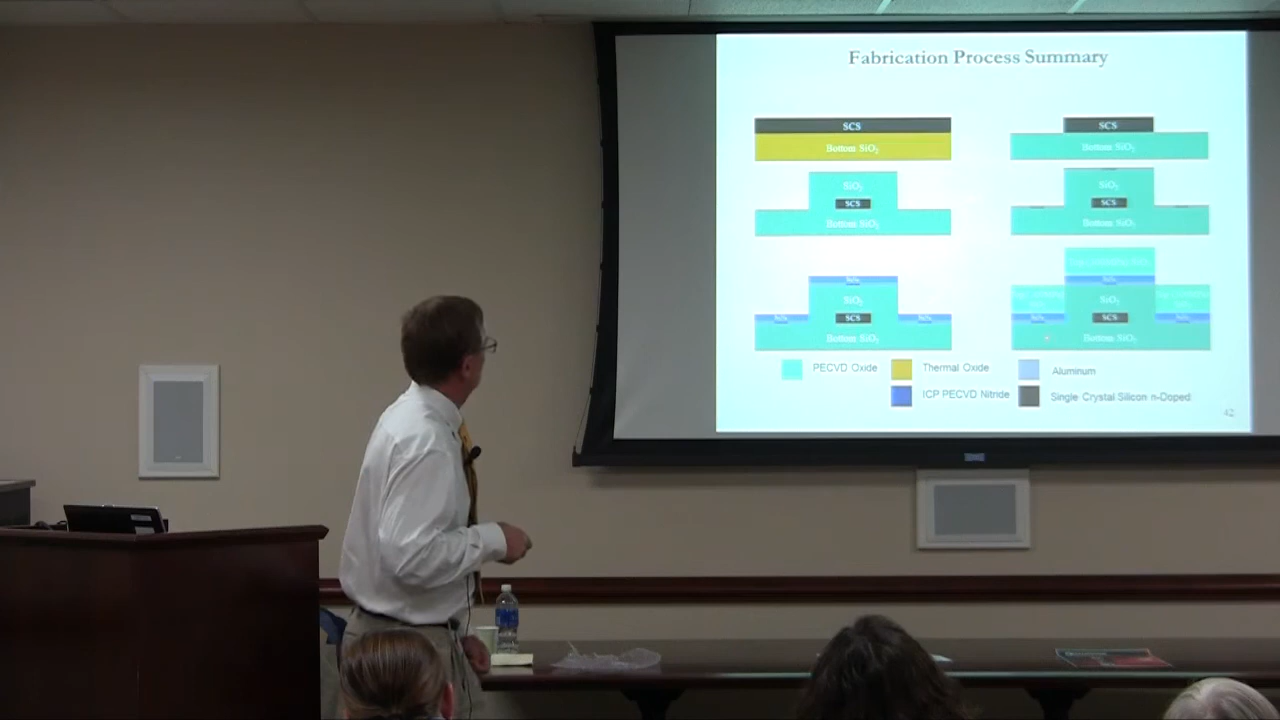 Fabrication Process Summary
SCS
Bottom SiO₂
SCS
Bottom SiO₂
SiO₂
SCS
Bottom SiO₂
SiO₂
SCS
Bottom SiO₂
SiO₂
SCS
Bottom SiO₂
SiO₂
SCS
Bottom SiO₂
PECVD Oxide
Thermal Oxide
Aluminum
ICP PECVD Nitride
Single Crystal Silicon n-Doped
42